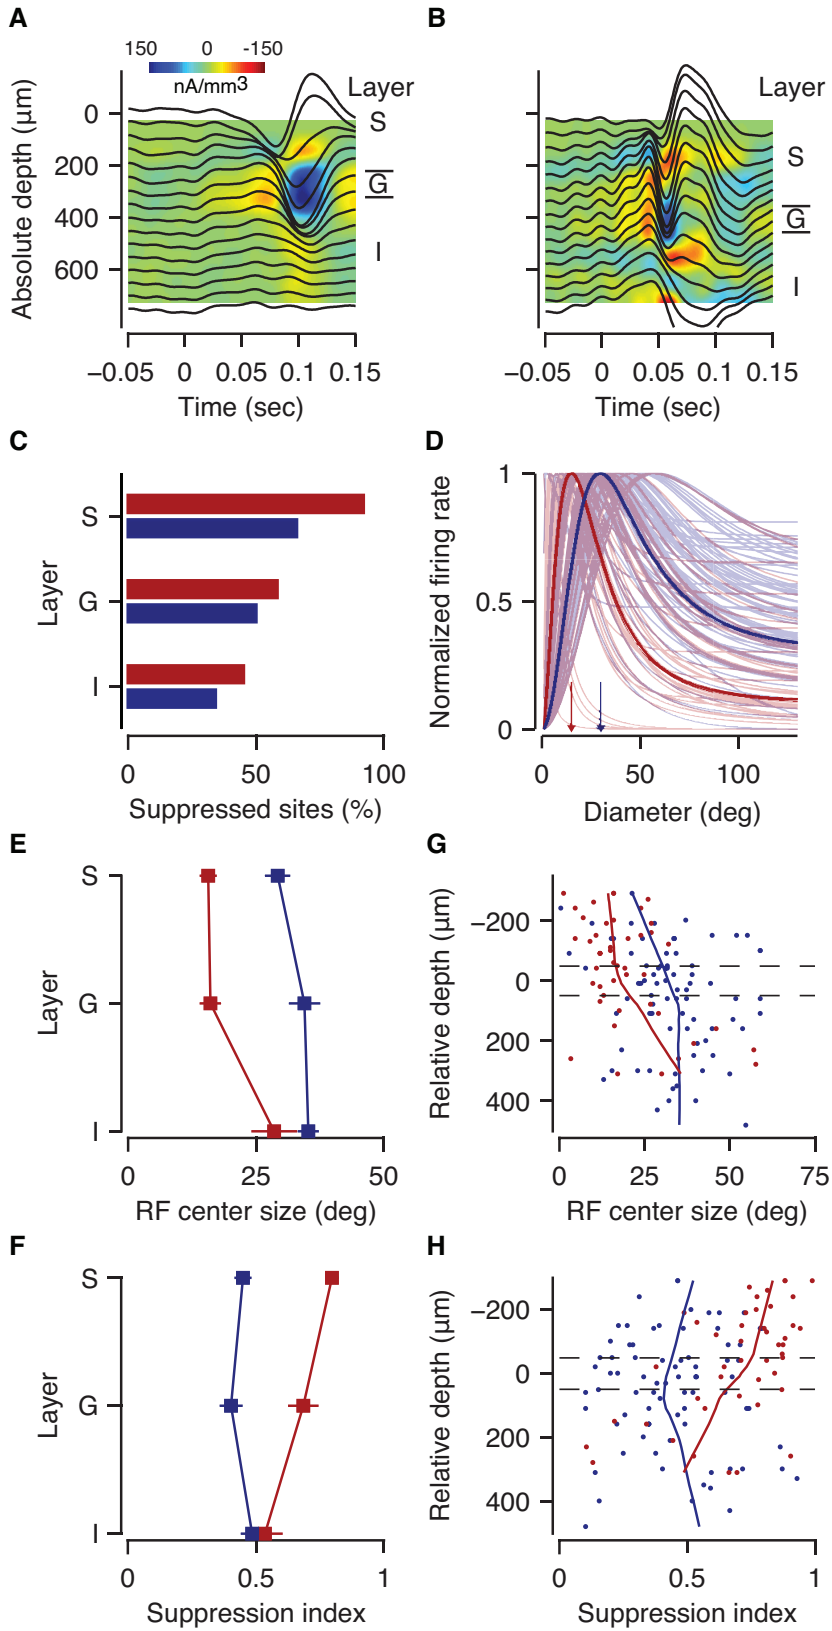 A
150 0 -150
nA/mm3
Layer
Absolute depth (μm)
0
200
400
600
S
G
I
−0.05 0 0.05 0.1 0.15
Time (sec)
B
Layer
S
G
I
−0.05 0 0.05 0.1 0.15
Time (sec)
C
Layer
S
G
I
0 50 100
Suppressed sites (%)
D
Normalized firing rate
1
0.5
0
0 50 100
Diameter (deg)
E
Layer
S
G
I
0 25 50
RF center size (deg)
G
Relative depth (μm)
−200
0
200
400
0 25 50 75
RF center size (deg)
F
Layer
S
G
I
0 0.5 1
Suppression index
H
Relative depth (μm)
−200
0
200
400
0 0.5 1
Suppression index